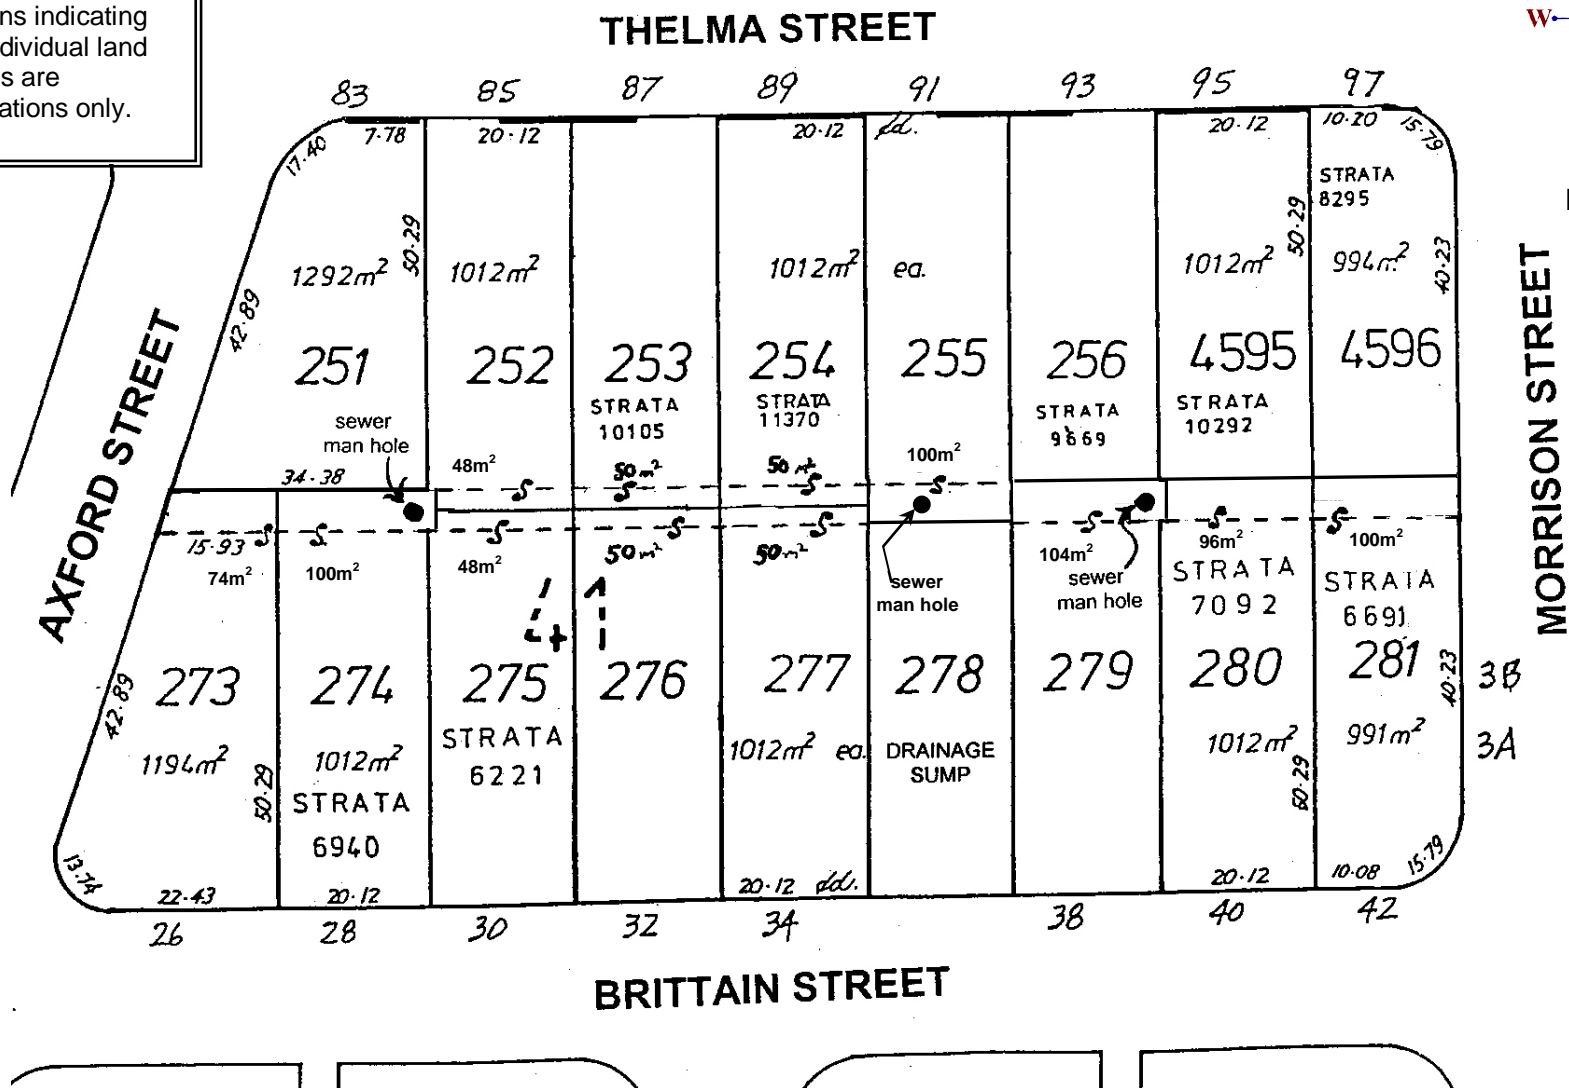 ns indicating
dividual land
s are
ations only.
THELMA STREET
W
83 85 87 89 91 93 95 97
17.40 7.78 20.12 20.12 dd. 20.12 10.20 15.79
STRATA
8295
50.29 50.29 40.23
1292m² 1012m² 1012m² ea. 1012m² 994m²
42.89
251 252 253 254 255 256 4595 4596
STRATA
10105
STRATA
11370
STRATA
9669
STRATA
10292
sewer
man hole
48m² 50m² 50m² 100m²
34.38
S S S S
AXFORD STREET
MORRISON STREET
S S S S S S S S
15.93
74m² 100m² 48m² 50m² 50m² 104m² 96m² 100m²
sewer
man hole
sewer
man hole
STRATA
7092
STRATA
6691
41
273 274 275 276 277 278 279 280 281
42.89 40.23 3B
STRATA
6221
1194m² 1012m² 1012m² ea. 1012m² 991m² 3A
DRAINAGE
SUMP
50.29 50.29
STRATA
6940
13.74 22.43 20.12 20.12 dd. 20.12 10.08 15.79
26 28 30 32 34 38 40 42
BRITTAIN STREET